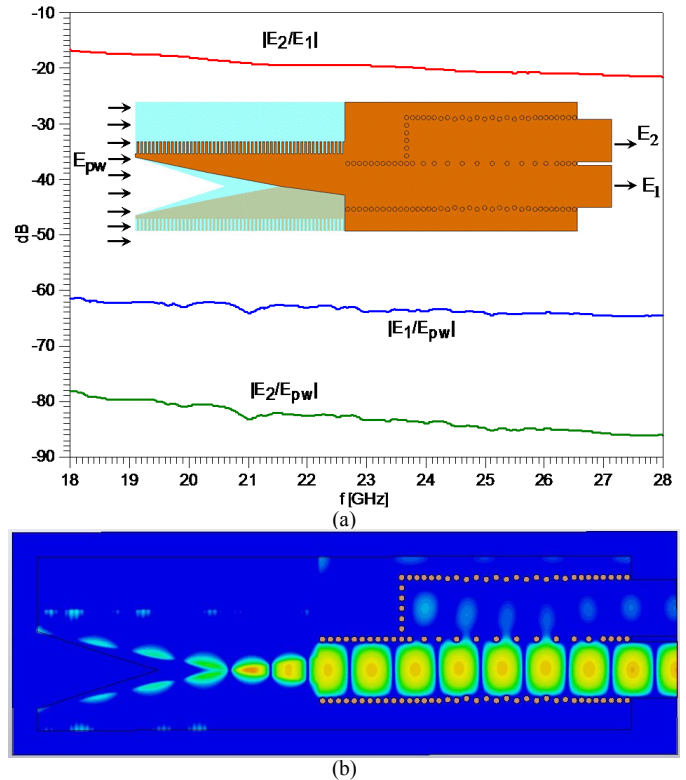 -10
|E2/E1|
-20
-30
E2
Epw
-40
E1
dB
-50
-60
|E1/Epw|
-70
|E2/Epw|
-80
-90
18 19 20 21 22 23 24 25 26 27 28
f [GHz]
(a)
(b)